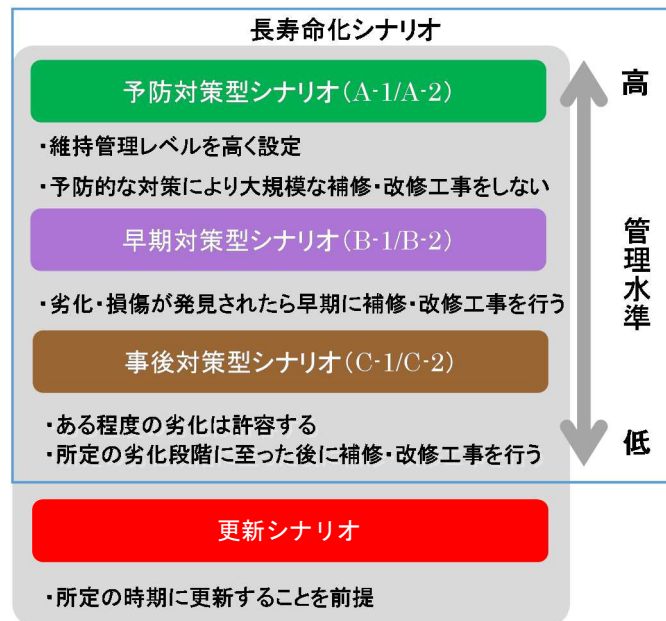 長寿命化シナリオ
予防対策型シナリオ(A-1/A-2)
高
・維持管理レベルを高く設定
・予防的な対策により大規模な補修・改修工事をしない
早期対策型シナリオ(B-1/B-2)
管理水準
・劣化・損傷が発見されたら早期に補修・改修工事を行う
事後対策型シナリオ(C-1/C-2)
・ある程度の劣化は許容する
・所定の劣化段階に至った後に補修・改修工事を行う
低
更新シナリオ
・所定の時期に更新することを前提